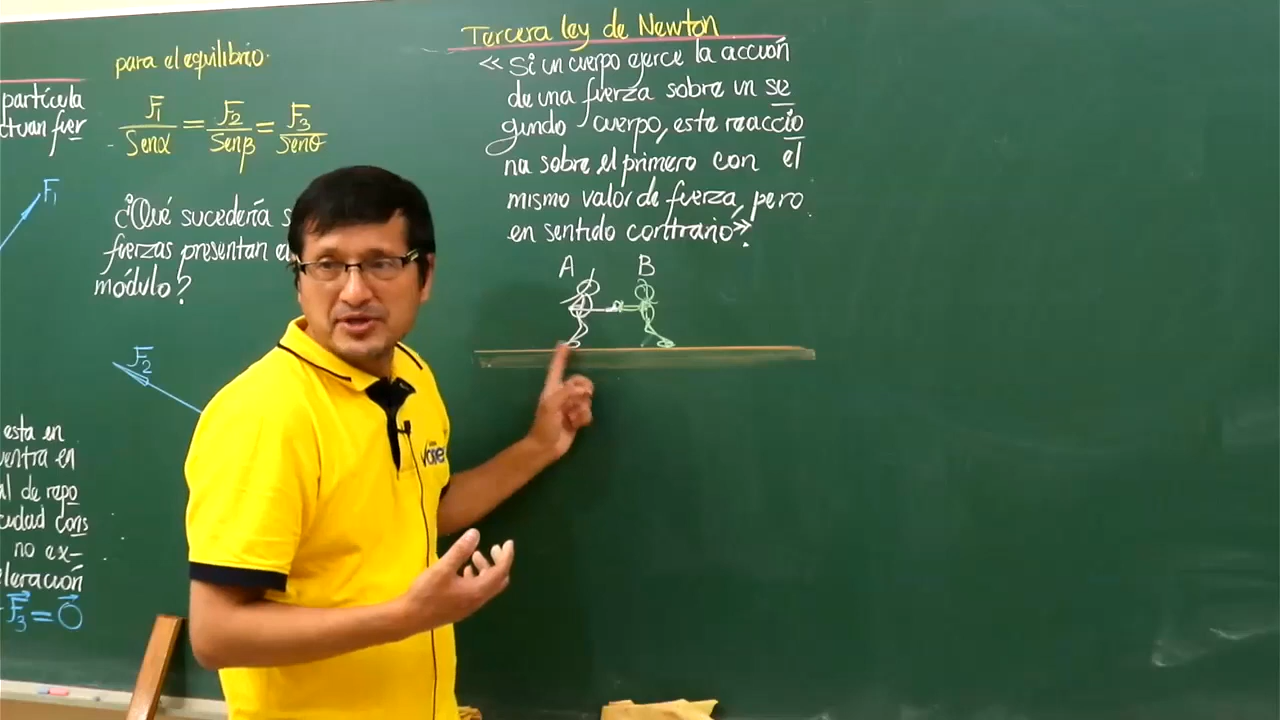 partícula
ctuan fuer
F₁
F₂
esta en
uentra en
al de repo
cidad cons
no ex-
eleración
F₃ = O
para el equilibrio.
F₁/Senα = F₂/Senβ = F₃/Senθ
¿Qué sucedería s
fuerzas presentan e
módulo?
Tercera ley de Newton
« Si un cuerpo ejerce la acción
de una fuerza sobre un se
gundo cuerpo, este reaccio
na sobre el primero con el
mismo valor de fuerza, pero
en sentido contrario».
A B